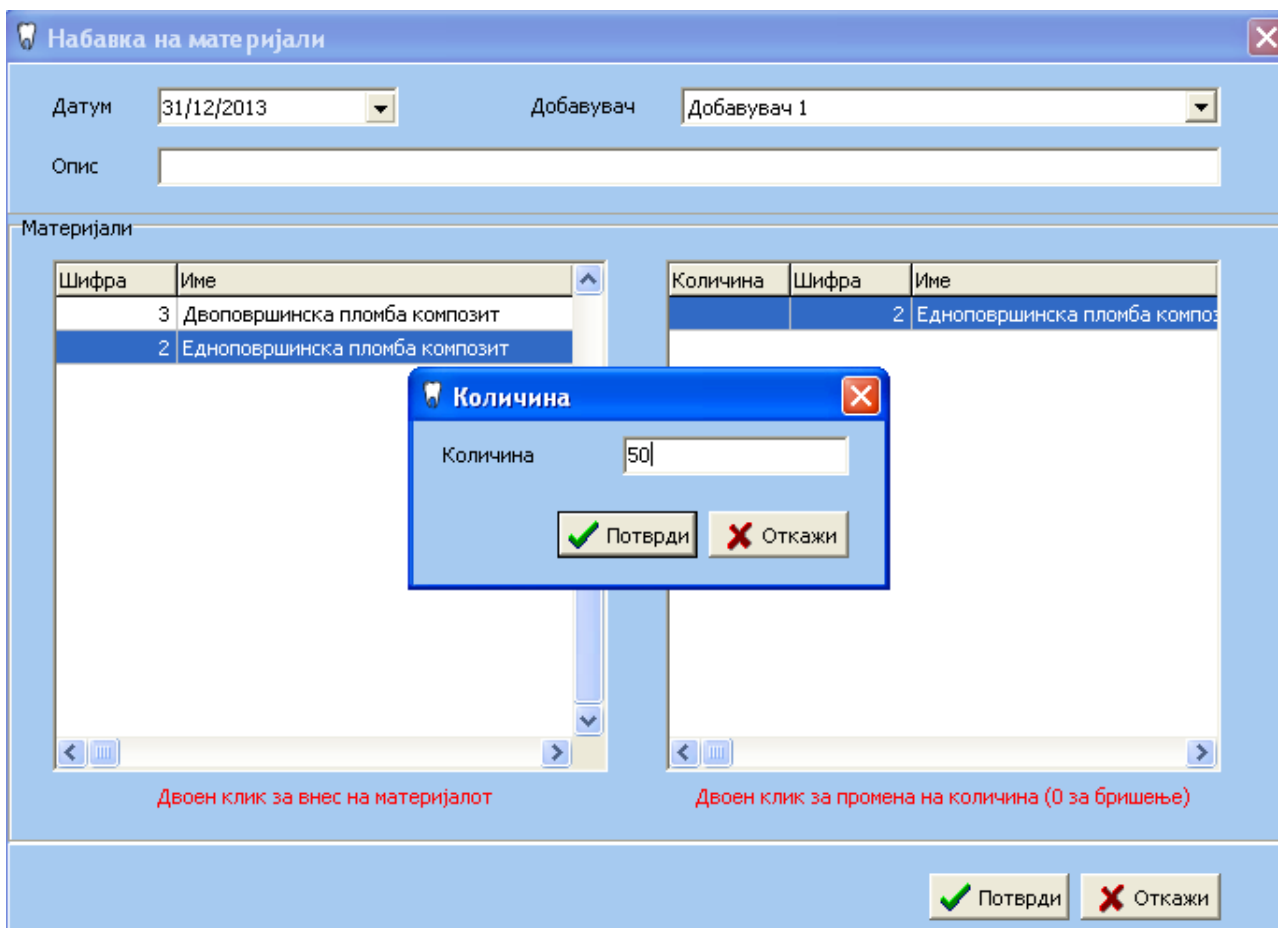 Набавка на материјали
Датум 31/12/2013 Добавувач Добавувач 1
Опис
Материјали
Шифра Име Количина Шифра Име
3 Двоповршинска пломба композит 2 Едноповршинска пломба композ
2 Едноповршинска пломба композит
Количина
Количина 50
Потврди Откажи
Двоен клик за внес на материјалот Двоен клик за промена на количина (0 за бришење)
Потврди Откажи